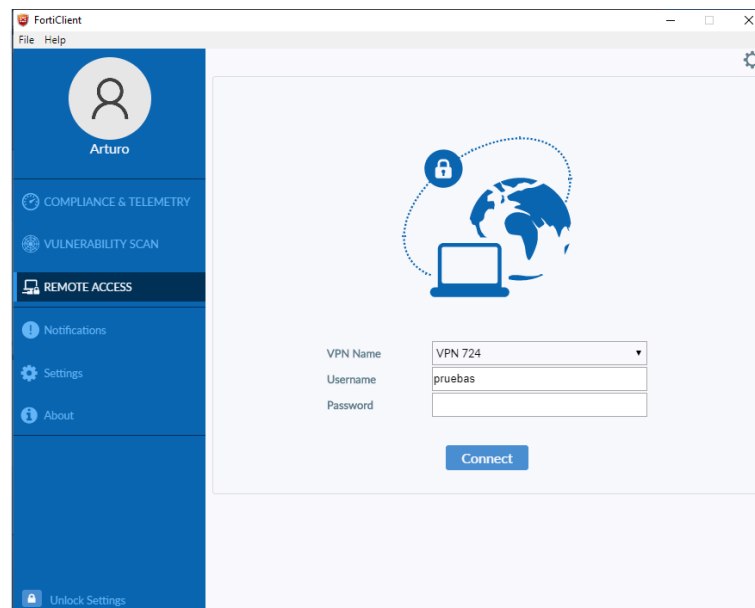 FortiClient
File Help
Arturo
COMPLIANCE & TELEMETRY
VULNERABILITY SCAN
REMOTE ACCESS
Notifications
Settings
About
Unlock Settings
VPN Name VPN 724
Username pruebas
Password
Connect